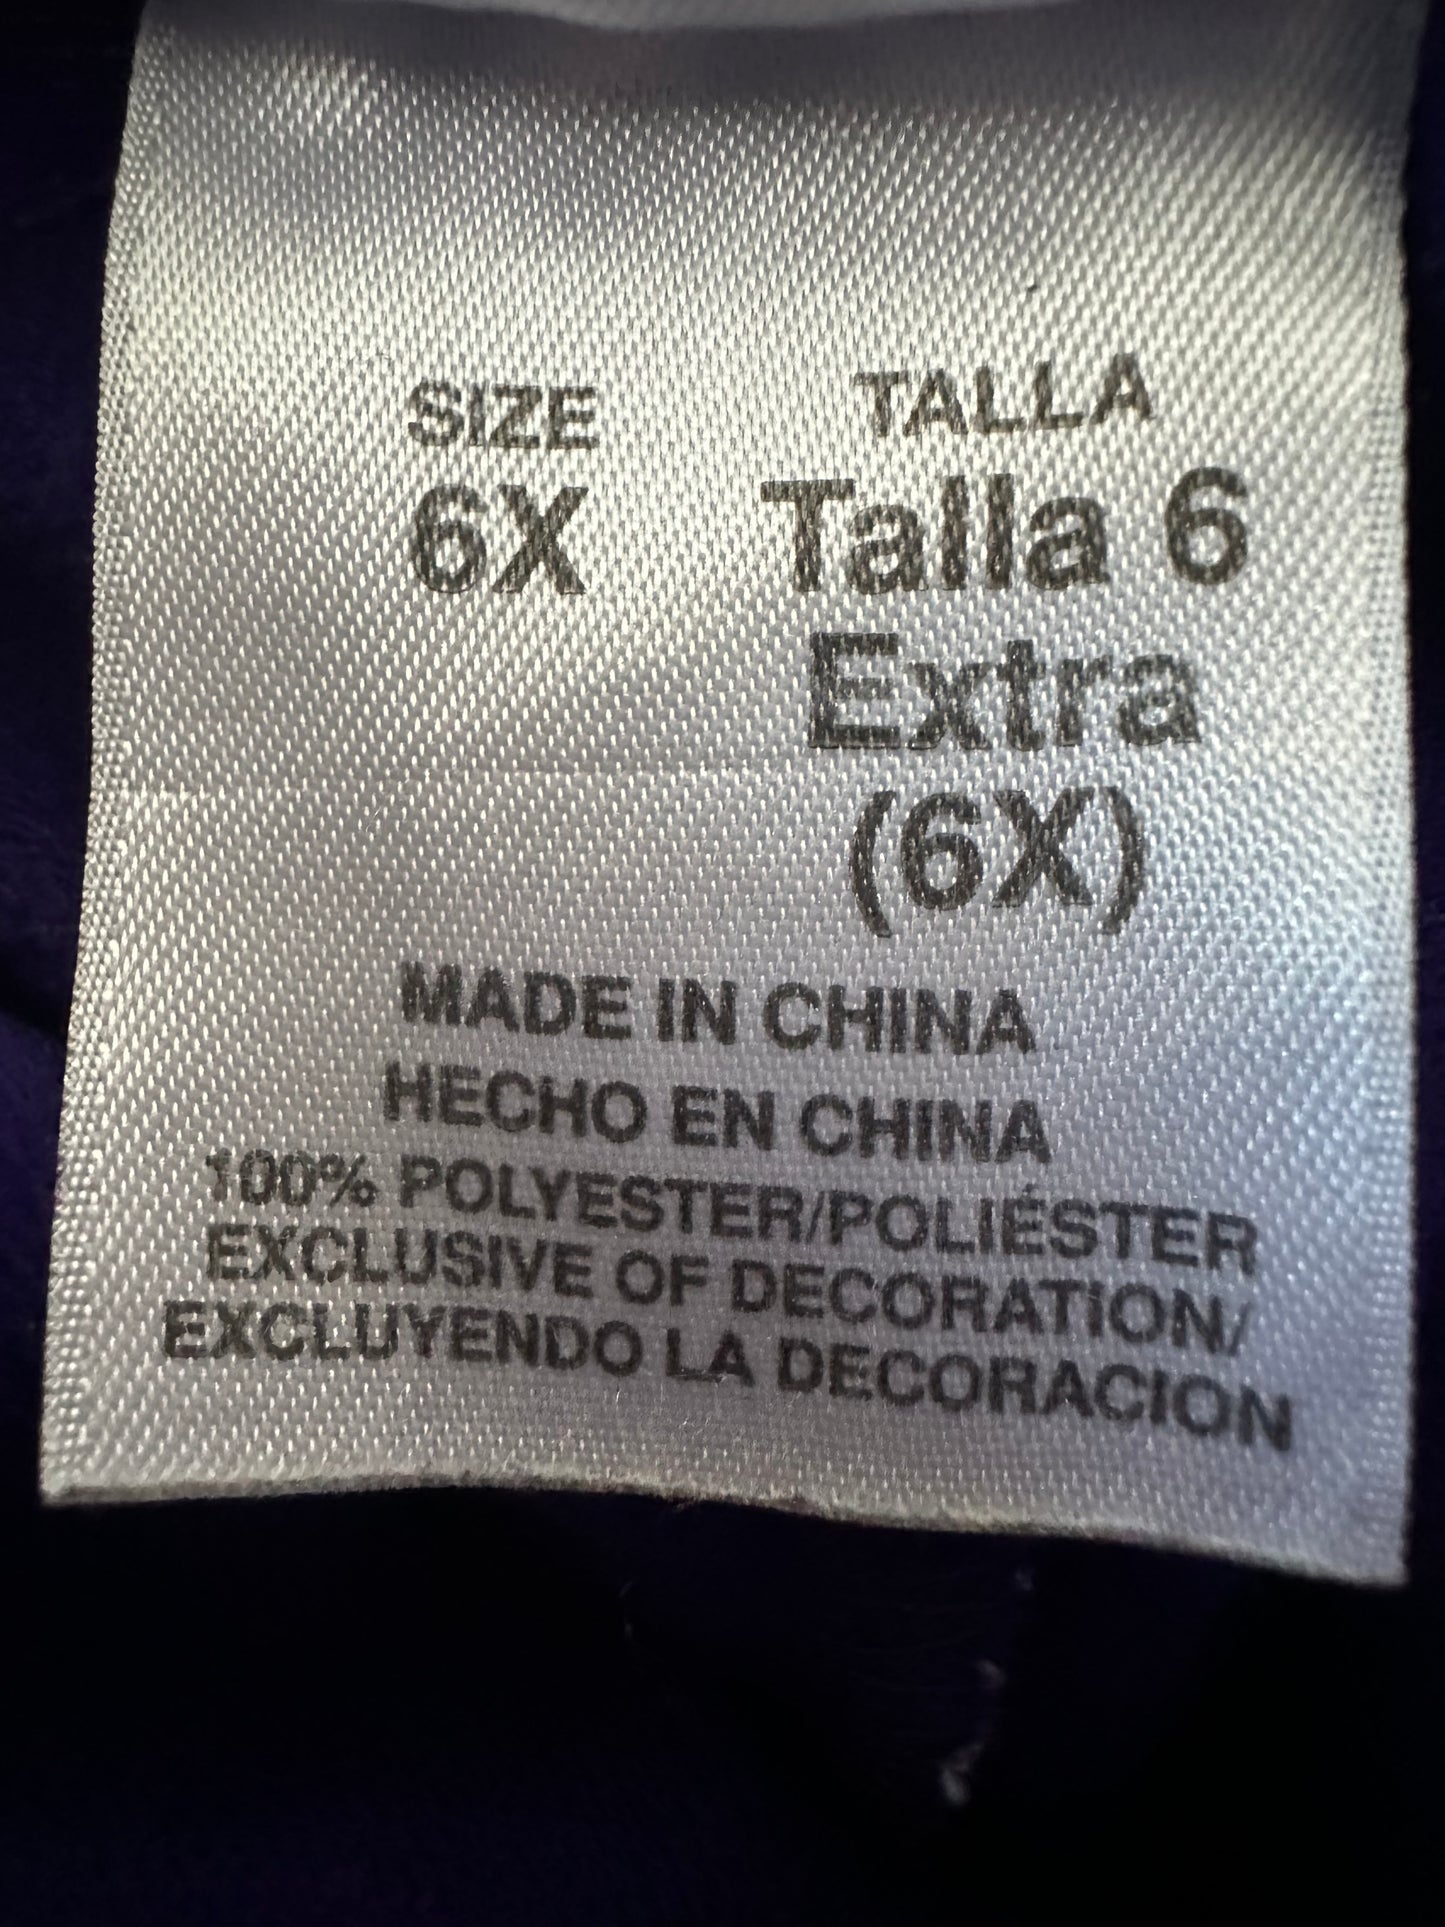 SIZE TALLA
6X Talla 6
Extra
(6X)
MADE IN CHINA
HECHO EN CHINA
100% POLYESTER/POLIÉSTER
EXCLUSIVE OF DECORATION/
EXCLUYENDO LA DECORACION